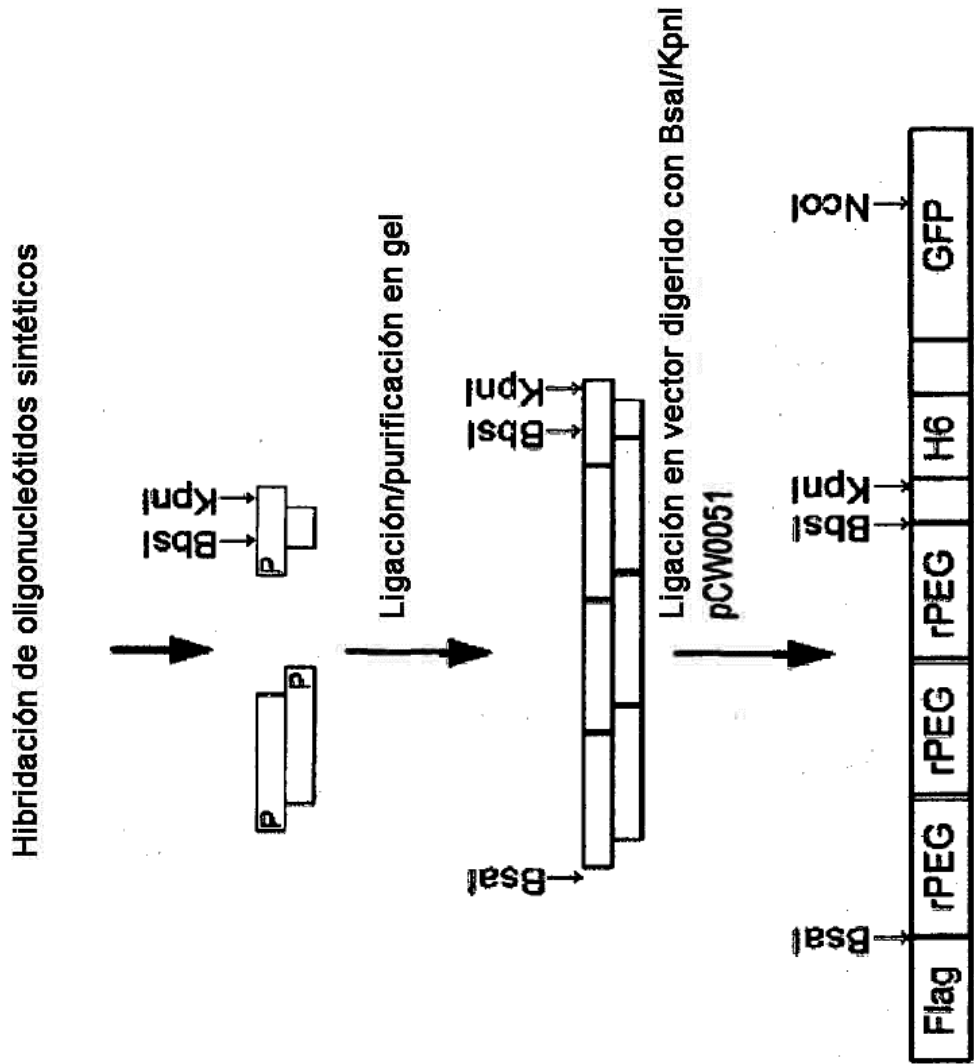 Hibridación de oligonucleótidos sintéticos
P
P
P
BbsI
KpnI
Ligación/purificación en gel
BsaI
BbsI
KpnI
Ligación en vector digerido con BsaI/KpnI
pCW0051
BsaI
BbsI
KpnI
NcoI
Flag
rPEG
rPEG
rPEG
H6
GFP